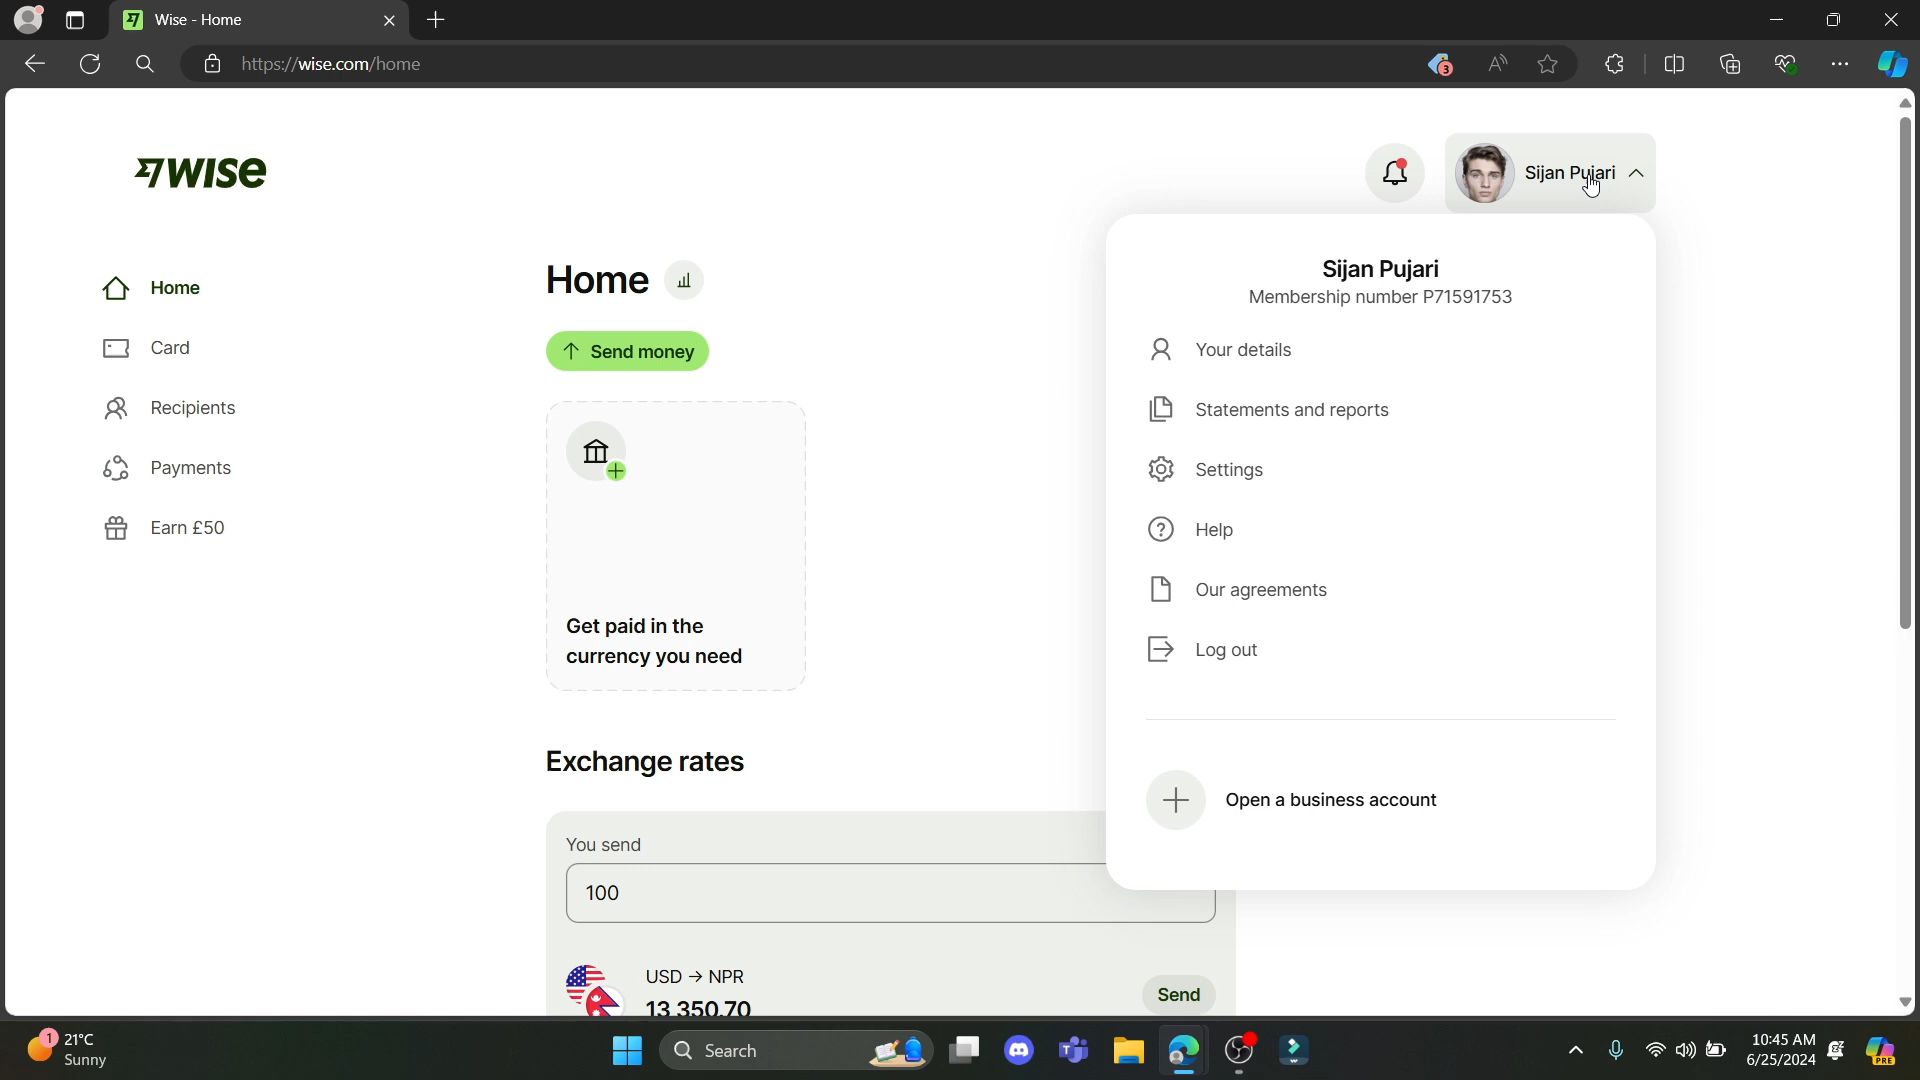 Wise - Home
https://wise.com/home
3
WISE
Sijan Pujari
Home
Card
Recipients
Payments
Earn £50
Home
Send money
Get paid in the
currency you need
Exchange rates
You send
100
USD → NPR
13,350.70
Send
Sijan Pujari
Membership number P71591753
Your details
Statements and reports
Settings
Help
Our agreements
Log out
Open a business account
1
21°C
Sunny
Search
10:45 AM
6/25/2024
PRE